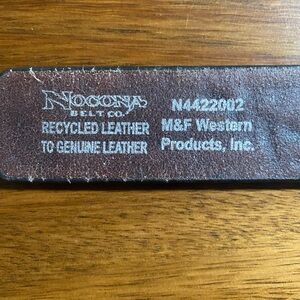 NOCONA
BELT CO.
RECYCLED LEATHER
TO GENUINE LEATHER
N4422002
M&F Western
Products, Inc.